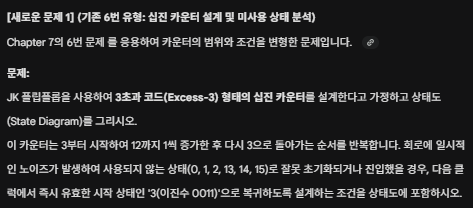 [새로운 문제 1] (기존 6번 유형: 십진 카운터 설계 및 미사용 상태 분석)
Chapter 7의 6번 문제 를 응용하여 카운터의 범위와 조건을 변형한 문제입니다.
문제:
JK 플립플롭을 사용하여 3초과 코드(Excess-3) 형태의 십진 카운터를 설계한다고 가정하고 상태도
(State Diagram)를 그리시오.
이 카운터는 3부터 시작하여 12까지 1씩 증가한 후 다시 3으로 돌아가는 순서를 반복합니다. 회로에 일시적
인 노이즈가 발생하여 사용되지 않는 상태(0, 1, 2, 13, 14, 15)로 잘못 초기화되거나 진입했을 경우, 다음 클
럭에서 즉시 유효한 시작 상태인 '3(이진수 0011)'으로 복귀하도록 설계하는 조건을 상태도에 포함하시오.